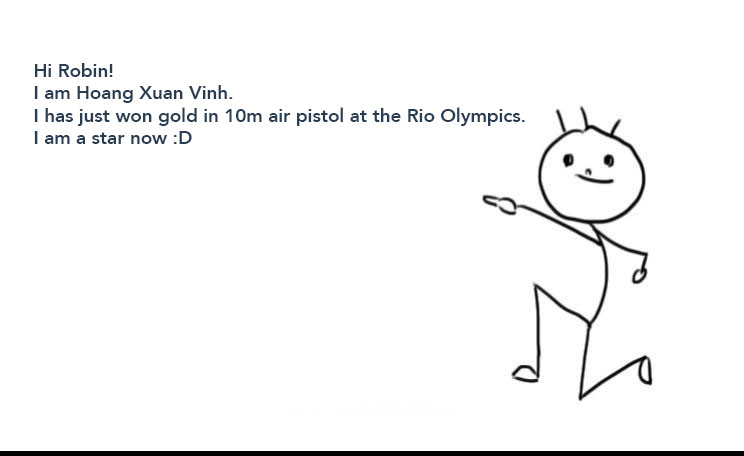 Hi Robin!
I am Hoang Xuan Vinh.
I has just won gold in 10m air pistol at the Rio Olympics.
I am a star now :D